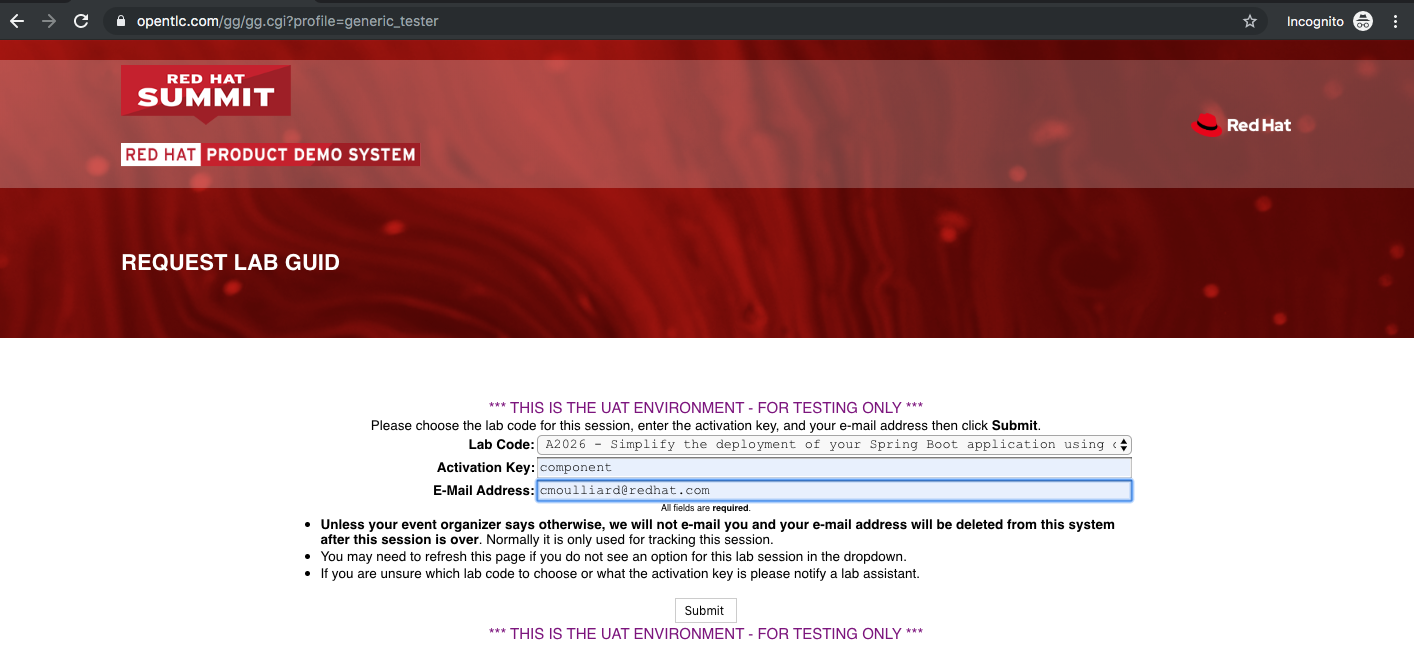 opentlc.com/gg/gg.cgi?profile=generic_tester
Incognito
RED HAT
SUMMIT
RED HAT PRODUCT DEMO SYSTEM
Red Hat
REQUEST LAB GUID
*** THIS IS THE UAT ENVIRONMENT - FOR TESTING ONLY ***
Please choose the lab code for this session, enter the activation key, and your e-mail address then click Submit.
Lab Code: A2026 - Simplify the deployment of your Spring Boot application using
Activation Key: component
E-Mail Address: cmoulliard@redhat.com
All fields are required.
• Unless your event organizer says otherwise, we will not e-mail you and your e-mail address will be deleted from this system
after this session is over. Normally it is only used for tracking this session.
• You may need to refresh this page if you do not see an option for this lab session in the dropdown.
• If you are unsure which lab code to choose or what the activation key is please notify a lab assistant.
Submit
*** THIS IS THE UAT ENVIRONMENT - FOR TESTING ONLY ***